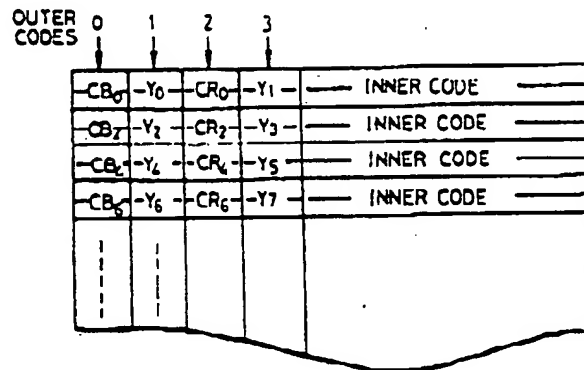 OUTER
CODES 0 1 2 3
CB0 Y0 CR0 Y1 INNER CODE
CB2 Y2 CR2 Y3 INNER CODE
CB4 Y4 CR4 Y5 INNER CODE
CB6 Y6 CR6 Y7 INNER CODE